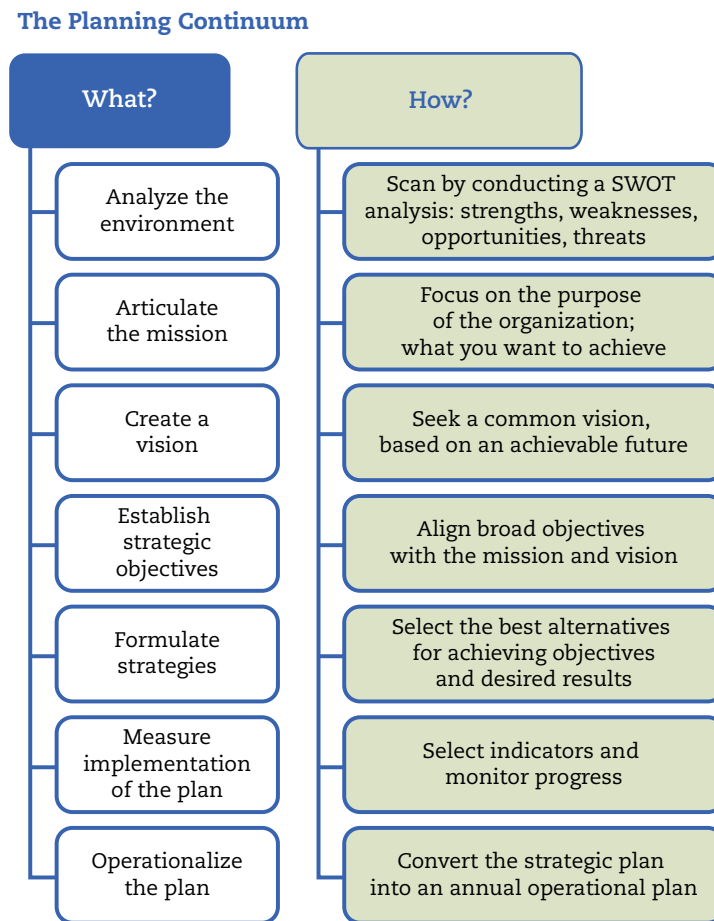 The Planning Continuum
What?
How?
Analyze the
environment
Scan by conducting a SWOT
analysis: strengths, weaknesses,
opportunities, threats
Articulate
the mission
Focus on the purpose
of the organization;
what you want to achieve
Create a
vision
Seek a common vision,
based on an achievable future
Establish
strategic
objectives
Align broad objectives
with the mission and vision
Formulate
strategies
Select the best alternatives
for achieving objectives
and desired results
Measure
implementation
of the plan
Select indicators and
monitor progress
Operationalize
the plan
Convert the strategic plan
into an annual operational plan